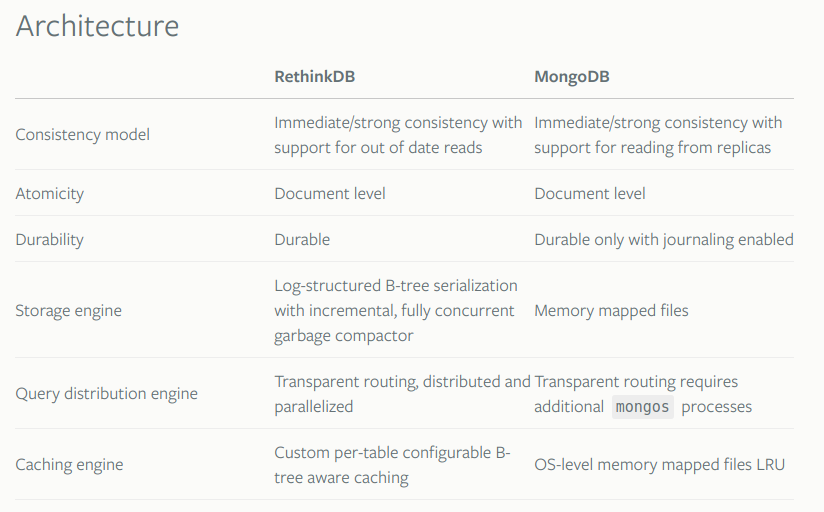 Architecture
RethinkDB MongoDB
Consistency model Immediate/strong consistency with support for out of date reads Immediate/strong consistency with support for reading from replicas
Atomicity Document level Document level
Durability Durable Durable only with journaling enabled
Storage engine Log-structured B-tree serialization with incremental, fully concurrent garbage compactor Memory mapped files
Query distribution engine Transparent routing, distributed and parallelized Transparent routing requires additional mongos processes
Caching engine Custom per-table configurable B-tree aware caching OS-level memory mapped files LRU